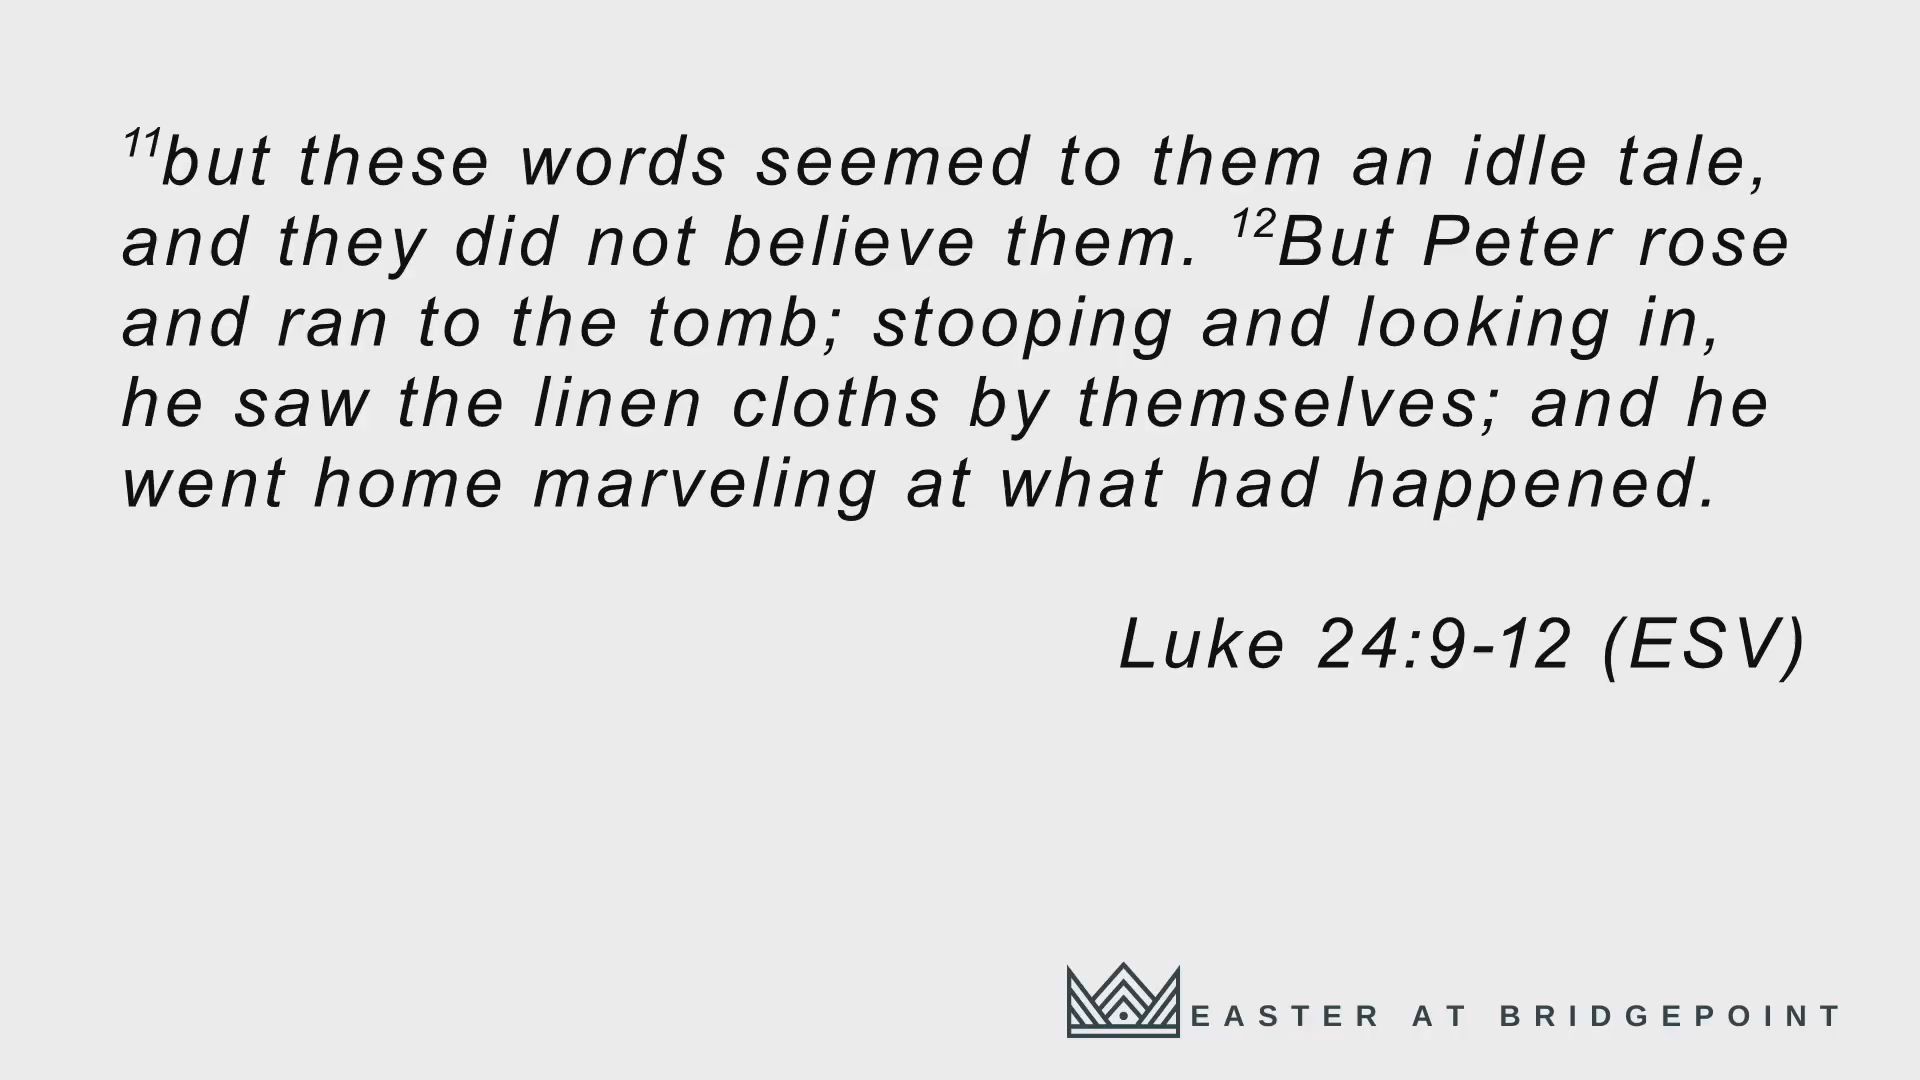 11but these words seemed to them an idle tale,
and they did not believe them. 12But Peter rose
and ran to the tomb; stooping and looking in,
he saw the linen cloths by themselves; and he
went home marveling at what had happened.
Luke 24:9-12 (ESV)
EASTER AT BRIDGEPOINT